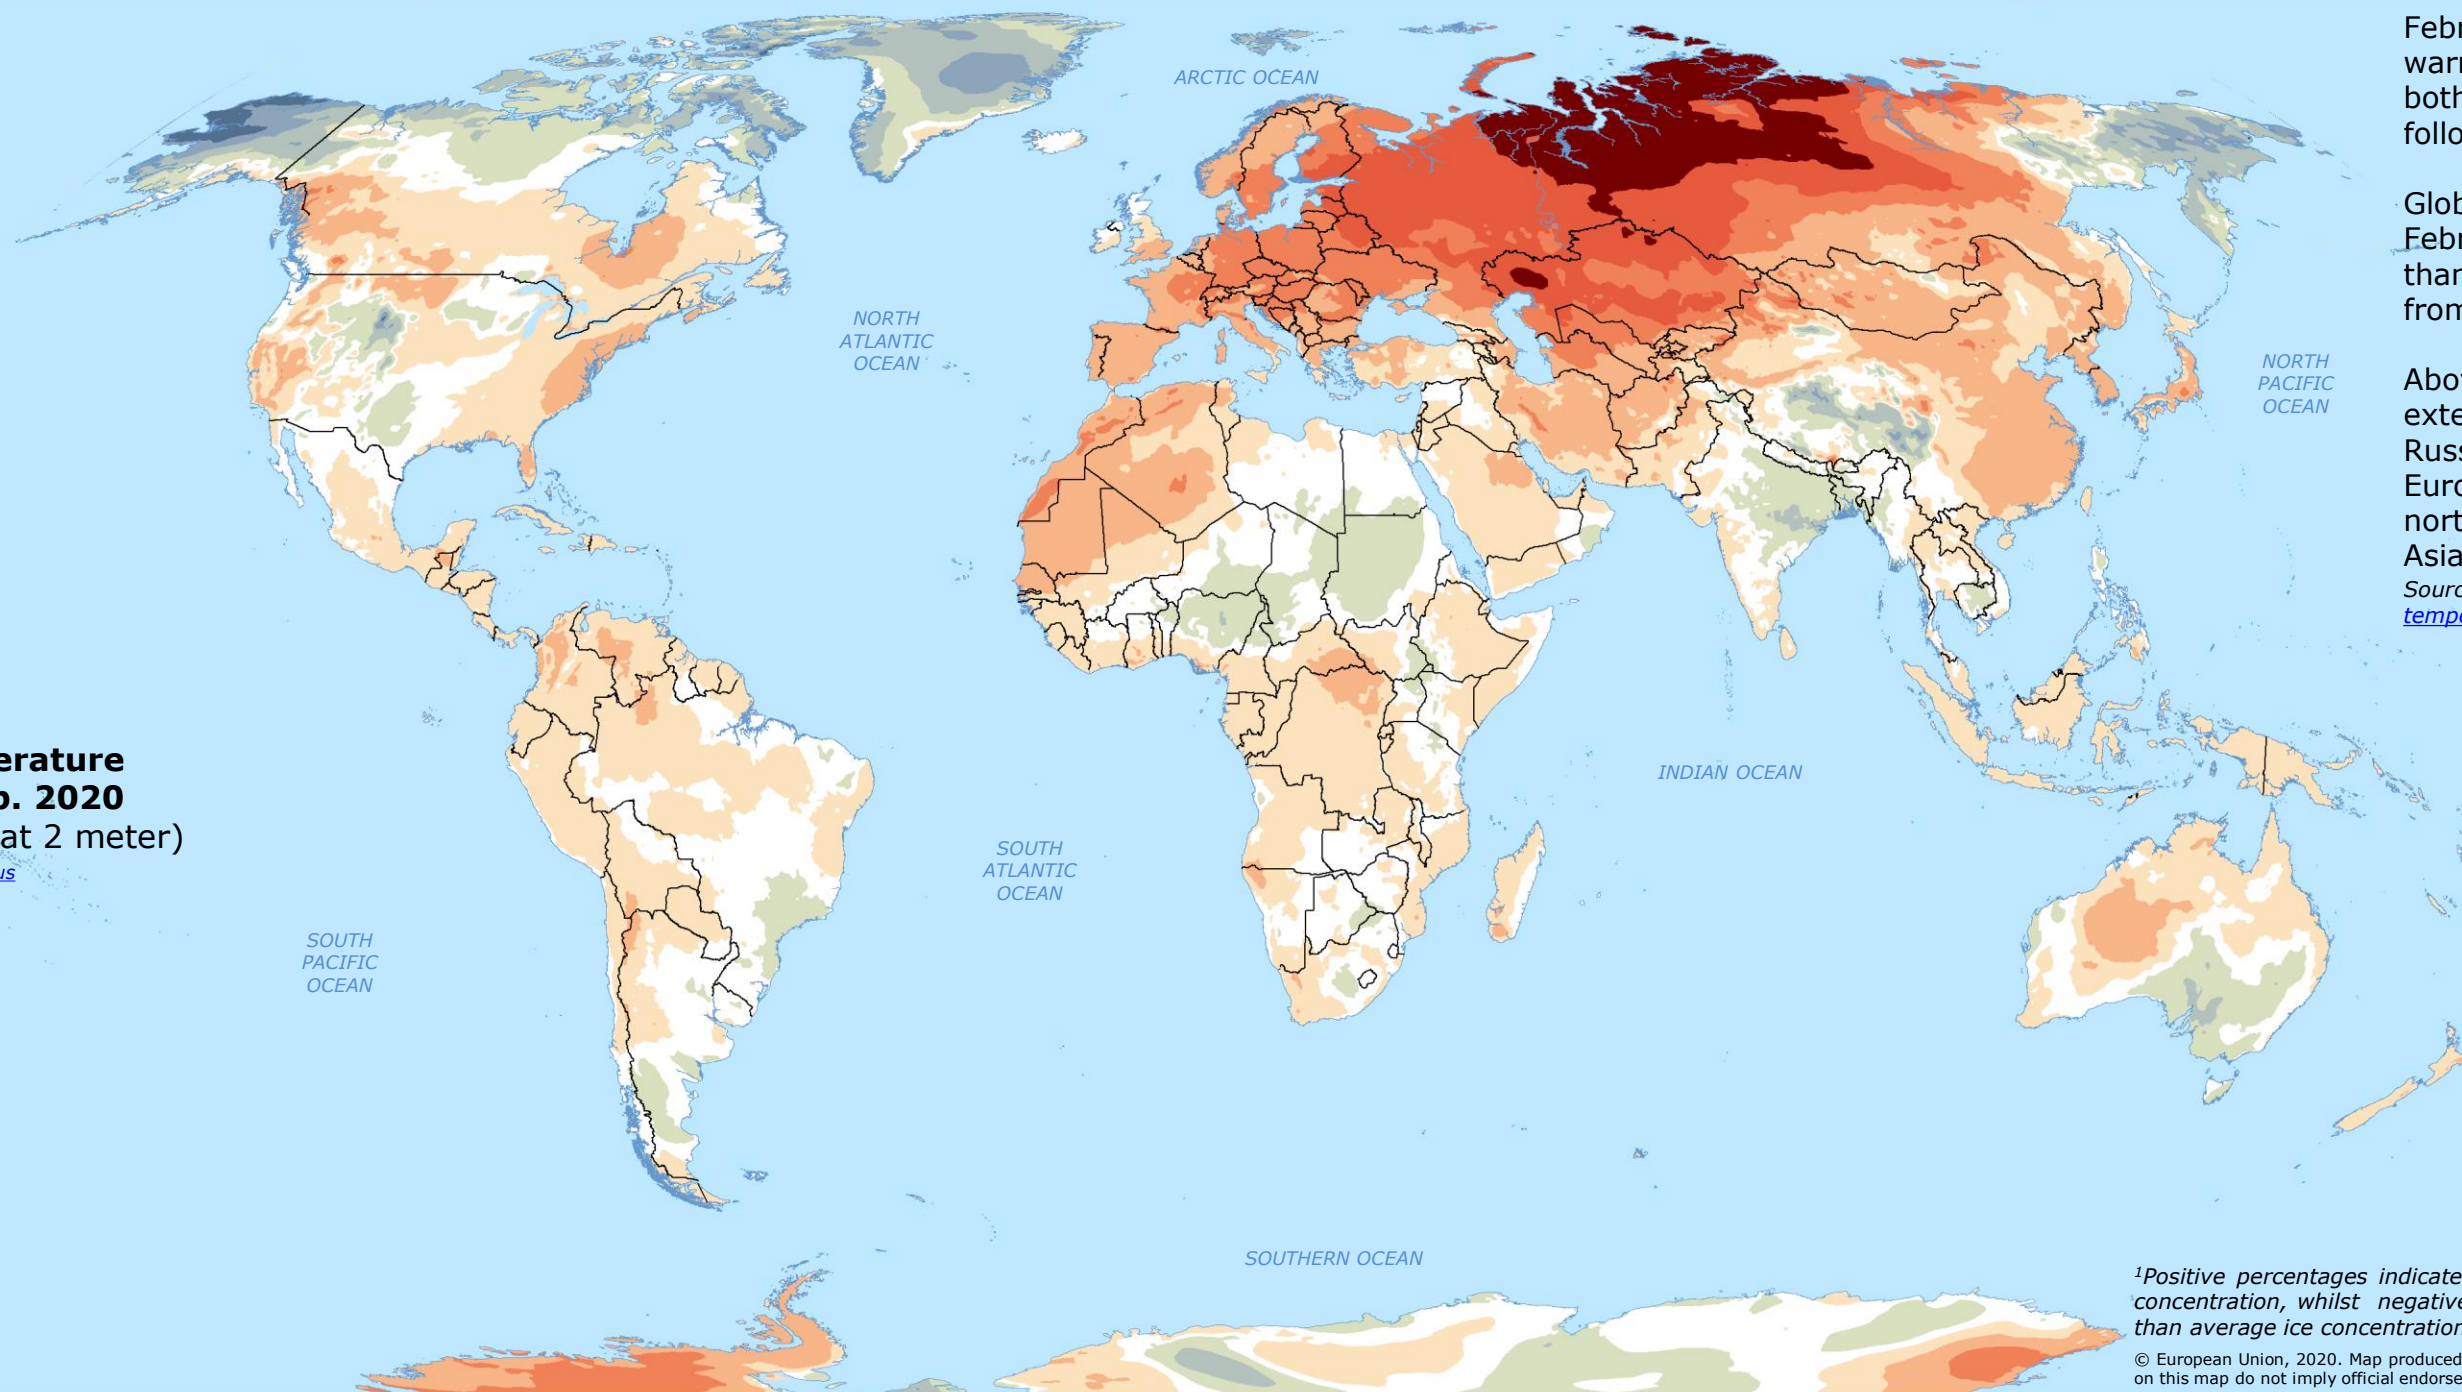 ARCTIC OCEAN
NORTH
ATLANTIC
OCEAN
NORTH
PACIFIC
OCEAN
INDIAN OCEAN
SOUTH
ATLANTIC
OCEAN
SOUTH
PACIFIC
OCEAN
SOUTHERN OCEAN
erature
. 2020
at 2 meter)
us
Febr
warr
both
follo
Glob
Febr
than
from
Abov
exte
Russ
Euro
nort
Asia
Sourc
tempe
1Positive percentages indicate
concentration, whilst negative
than average ice concentration
© European Union, 2020. Map produced
on this map do not imply official endorse